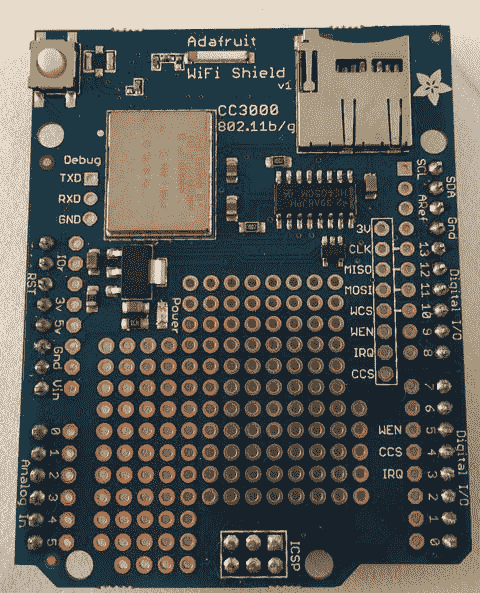 Adafruit
WiFi Shield
v1
CC3000
802.11b/g
Debug
TXD
RXD
GND
IOr
RST
3v
5v
Gnd
Vin
Power
Analog In
0
1
2
3
4
5
SCL
SDA
ARef
Gnd
13
12
11
10
9
8
Digital I/O
7
6
5
4
3
2
1
0
Digital I/O
3V
CLK
MISO
MOSI
WCS
WEN
IRQ
CCS
WEN
CCS
IRQ
ICSP